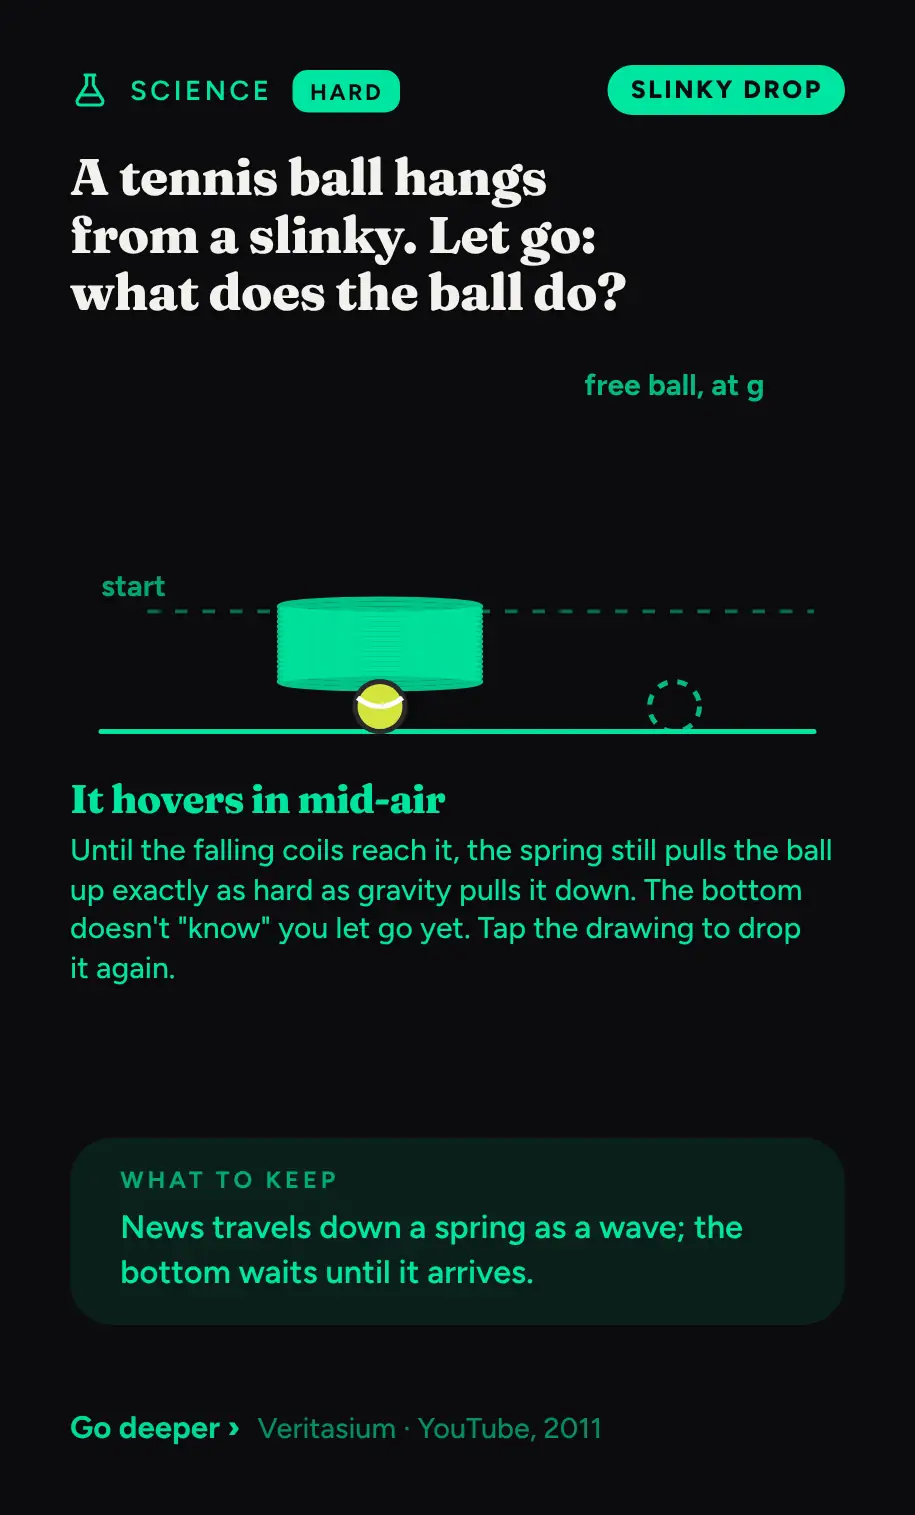 SCIENCE HARD SLINKY DROP
A tennis ball hangs
from a slinky. Let go:
what does the ball do?
free ball, at g
start
It hovers in mid-air
Until the falling coils reach it, the spring still pulls the ball
up exactly as hard as gravity pulls it down. The bottom
doesn't "know" you let go yet. Tap the drawing to drop
it again.
WHAT TO KEEP
News travels down a spring as a wave; the
bottom waits until it arrives.
Go deeper › Veritasium · YouTube, 2011